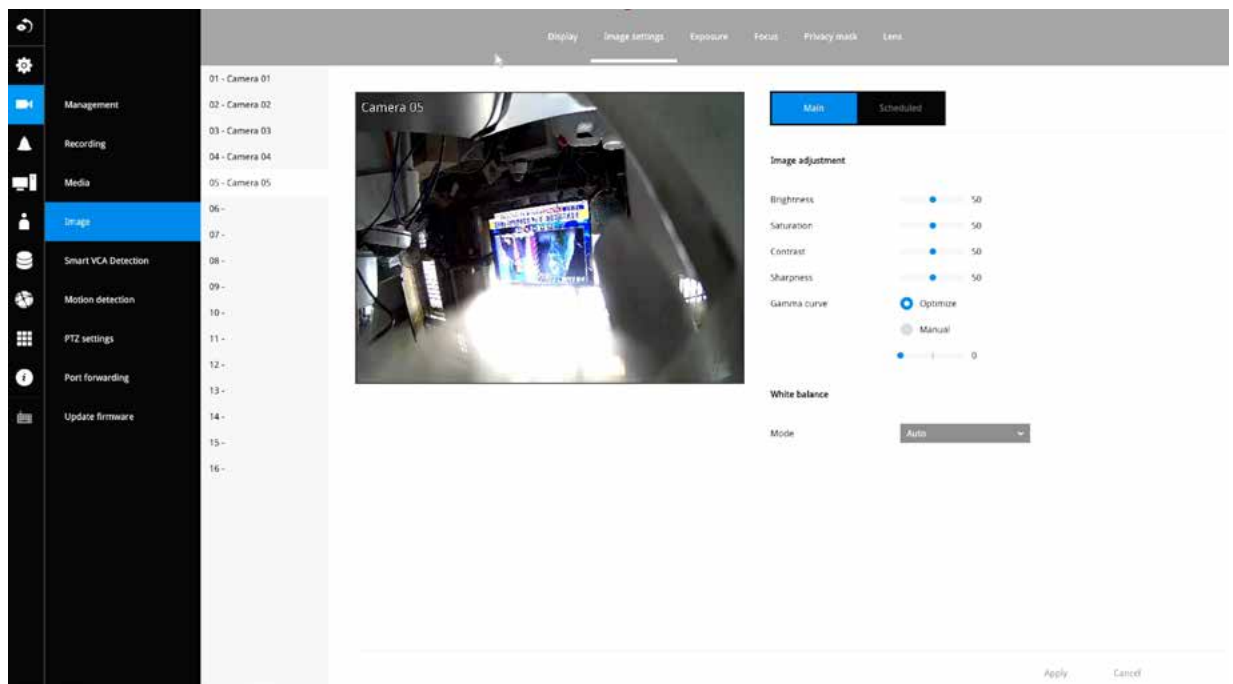 Display Image settings Exposure Focus Privacy mask Lens
Management
Recording
Media
Image
Smart VCA Detection
Motion detection
PTZ settings
Port forwarding
Update firmware
01 - Camera 01
02 - Camera 02
03 - Camera 03
04 - Camera 04
05 - Camera 05
06 -
07 -
08 -
09 -
10 -
11 -
12 -
13 -
14 -
15 -
16 -
Camera 05
Main Scheduled
Image adjustment
Brightness 50
Saturation 50
Contrast 50
Sharpness 50
Gamma curve Optimize
Manual
0
White balance
Mode Auto
Apply Cancel